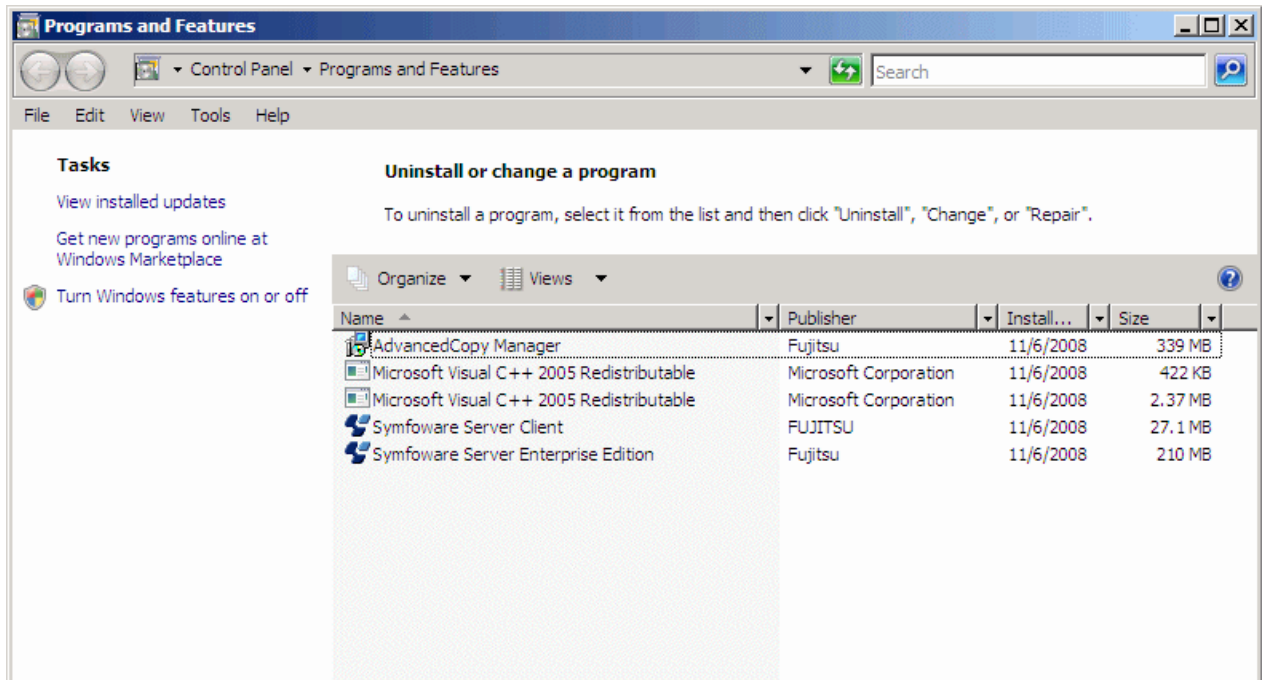 Programs and Features
Control Panel Programs and Features
Search
File Edit View Tools Help
Tasks
View installed updates
Get new programs online at
Windows Marketplace
Turn Windows features on or off
Uninstall or change a program
To uninstall a program, select it from the list and then click "Uninstall", "Change", or "Repair".
Organize Views
Name Publisher Install... Size
AdvancedCopy Manager Fujitsu 11/6/2008 339 MB
Microsoft Visual C++ 2005 Redistributable Microsoft Corporation 11/6/2008 422 KB
Microsoft Visual C++ 2005 Redistributable Microsoft Corporation 11/6/2008 2.37 MB
Symfoware Server Client FUJITSU 11/6/2008 27.1 MB
Symfoware Server Enterprise Edition Fujitsu 11/6/2008 210 MB